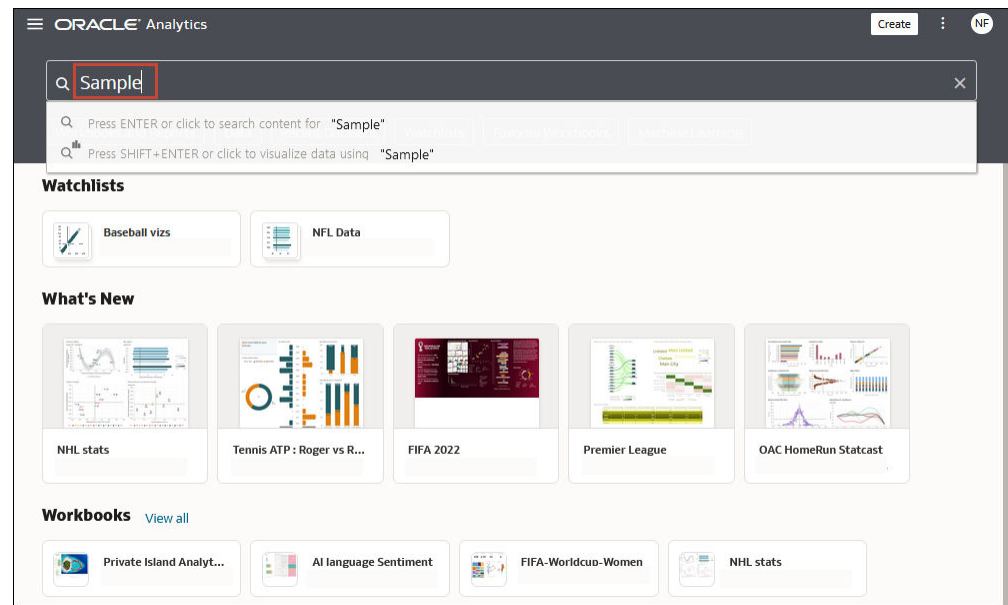 ORACLE Analytics
Create
NF
Sample
Press ENTER or click to search content for "Sample"
Press SHIFT+ENTER or click to visualize data using "Sample"
Watchlists
Baseball vizs
NFL Data
What's New
NHL stats
Tennis ATP : Roger vs R...
FIFA 2022
Premier League
OAC HomeRun Statcast
Workbooks View all
Private Island Analyt...
AI language Sentiment
FIFA-Worldcup-Women
NHL stats